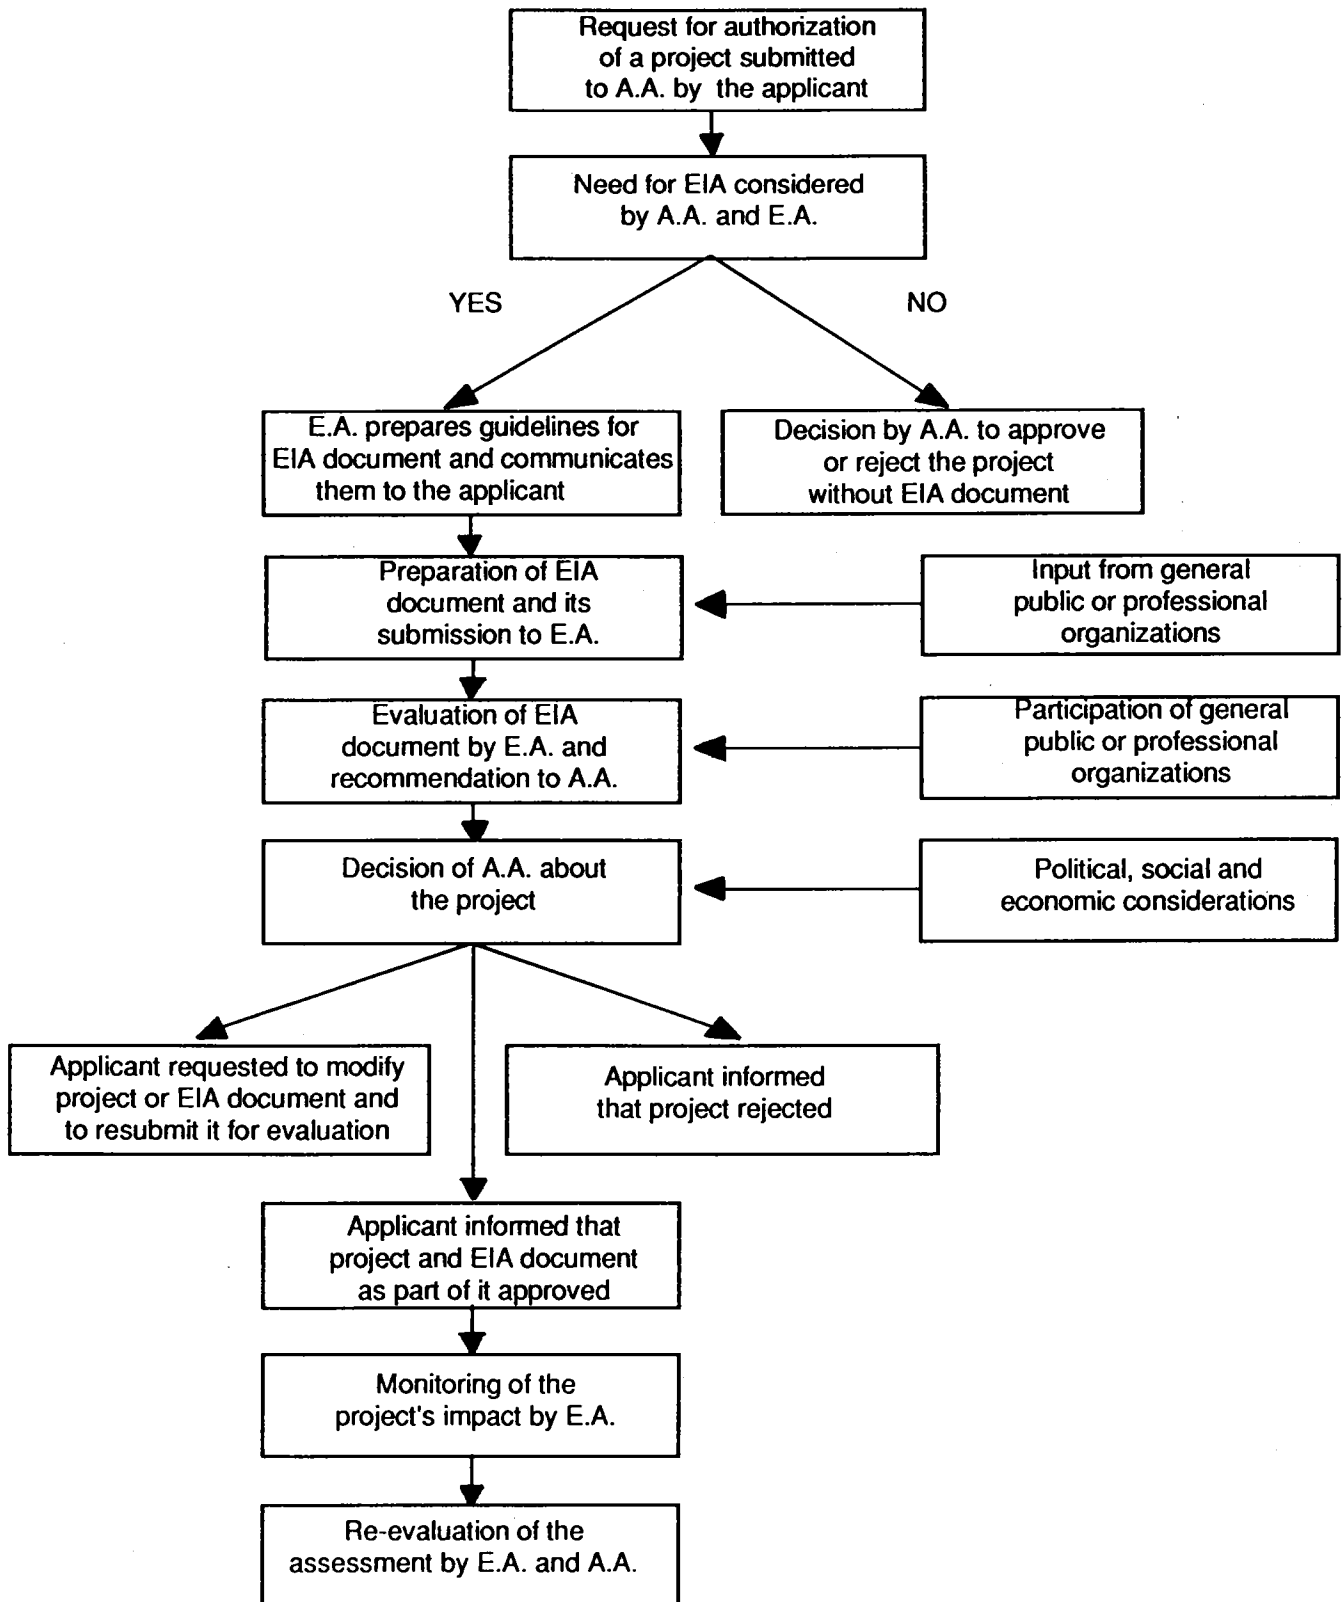 Request for authorization
of a project submitted
to A.A. by the applicant
Need for EIA considered
by A.A. and E.A.
YES
NO
E.A. prepares guidelines for
EIA document and communicates
them to the applicant
Decision by A.A. to approve
or reject the project
without EIA document
Preparation of EIA
document and its
submission to E.A.
Input from general
public or professional
organizations
Evaluation of EIA
document by E.A. and
recommendation to A.A.
Participation of general
public or professional
organizations
Decision of A.A. about
the project
Political, social and
economic considerations
Applicant requested to modify
project or EIA document and
to resubmit it for evaluation
Applicant informed
that project rejected
Applicant informed that
project and EIA document
as part of it approved
Monitoring of the
project's impact by E.A.
Re-evaluation of the
assessment by E.A. and A.A.